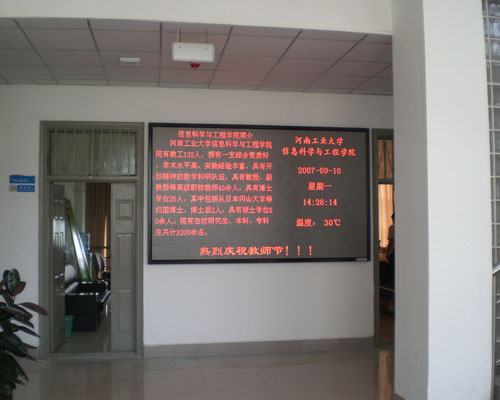 信息科学与工程学院简介
河南工业大学信息科学与工程学院
现有教工132人，拥有一支综合素质好
、学术水平高、实践经验丰富、具有开
创精神的教学科研队伍，具有教授、副
教授等高级职称教师40余人，具有博士
学位25人，其中包括从日本冈山大学等
归国博士、博士后2人，具有硕士学位6
0余人，现有在校研究生、本科、专科
生共计3200余名。
河南工业大学
信息科学与工程学院
2007-09-10
星期一
14:28:14
温度： 30℃
热烈庆祝教师节！！！